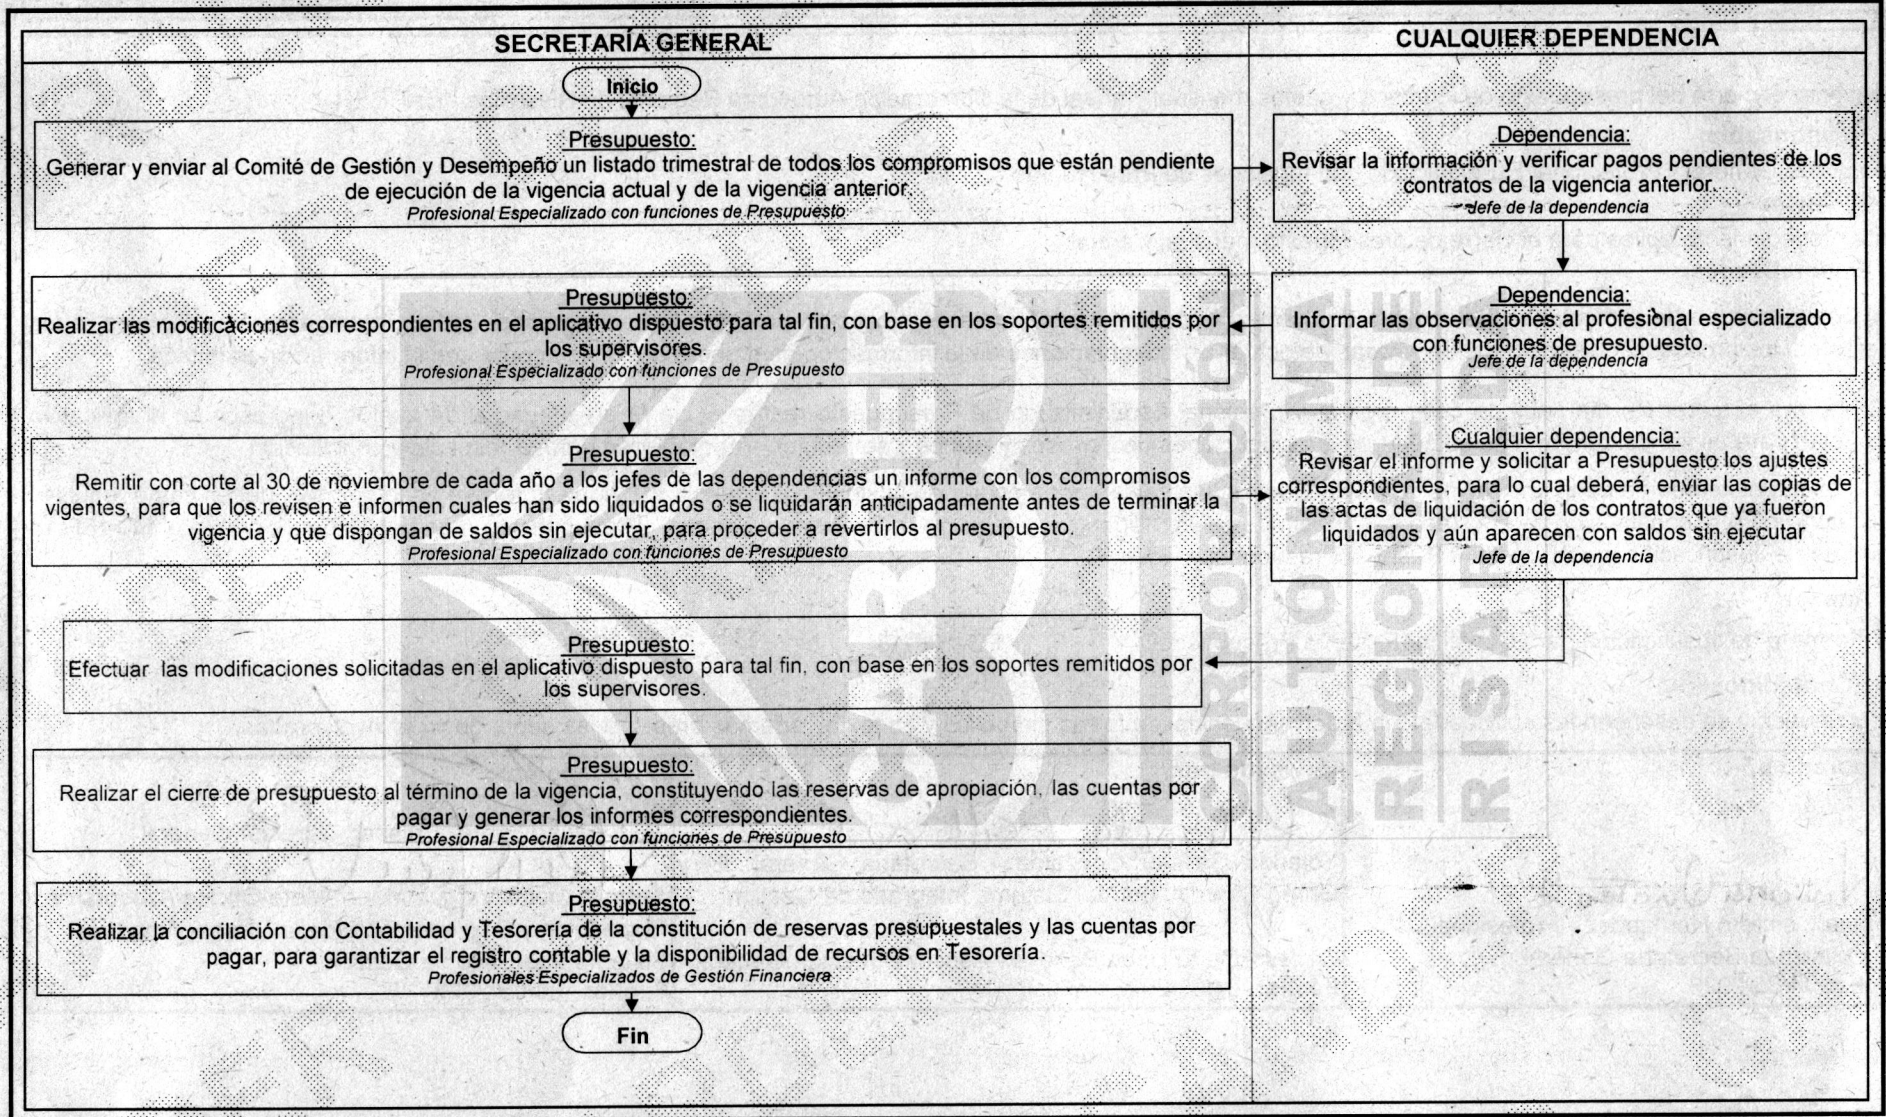 SECRETARÍA GENERAL
CUALQUIER DEPENDENCIA
Inicio
Presupuesto:
Generar y enviar al Comité de Gestión y Desempeño un listado trimestral de todos los compromisos que están pendiente
de ejecución de la vigencia actual y de la vigencia anterior.
Profesional Especializado con funciones de Presupuesto
Dependencia:
Revisar la información y verificar pagos pendientes de los
contratos de la vigencia anterior.
Jefe de la dependencia
Dependencia:
Informar las observaciones al profesional especializado
con funciones de presupuesto.
Jefe de la dependencia
Presupuesto:
Realizar las modificaciones correspondientes en el aplicativo dispuesto para tal fin, con base en los soportes remitidos por
los supervisores.
Profesional Especializado con funciones de Presupuesto
Presupuesto:
Remitir con corte al 30 de noviembre de cada año a los jefes de las dependencias un informe con los compromisos
vigentes, para que los revisen e informen cuales han sido liquidados o se liquidarán anticipadamente antes de terminar la
vigencia y que dispongan de saldos sin ejecutar, para proceder a revertirlos al presupuesto.
Profesional Especializado con funciones de Presupuesto
Cualquier dependencia:
Revisar el informe y solicitar a Presupuesto los ajustes
correspondientes, para lo cual deberá, enviar las copias de
las actas de liquidación de los contratos que ya fueron
liquidados y aún aparecen con saldos sin ejecutar
Jefe de la dependencia
Presupuesto:
Efectuar las modificaciones solicitadas en el aplicativo dispuesto para tal fin, con base en los soportes remitidos por
los supervisores.
Presupuesto:
Realizar el cierre de presupuesto al término de la vigencia, constituyendo las reservas de apropiación, las cuentas por
pagar y generar los informes correspondientes.
Profesional Especializado con funciones de Presupuesto
Presupuesto:
Realizar la conciliación con Contabilidad y Tesorería de la constitución de reservas presupuestales y las cuentas por
pagar, para garantizar el registro contable y la disponibilidad de recursos en Tesorería.
Profesionales Especializados de Gestión Financiera
Fin
CARDER
CORPORACIÓN
AUTÓNOMA
REGIONAL DE
RISARALDA